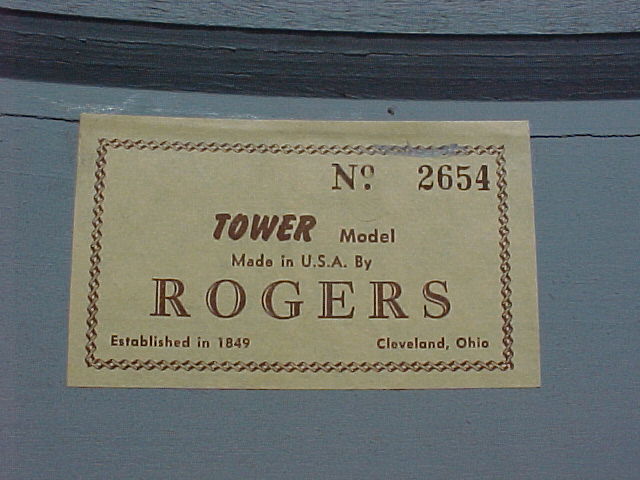 Nº. 2654
TOWER Model
Made in U.S.A. By
ROGERS
Established in 1849 Cleveland, Ohio